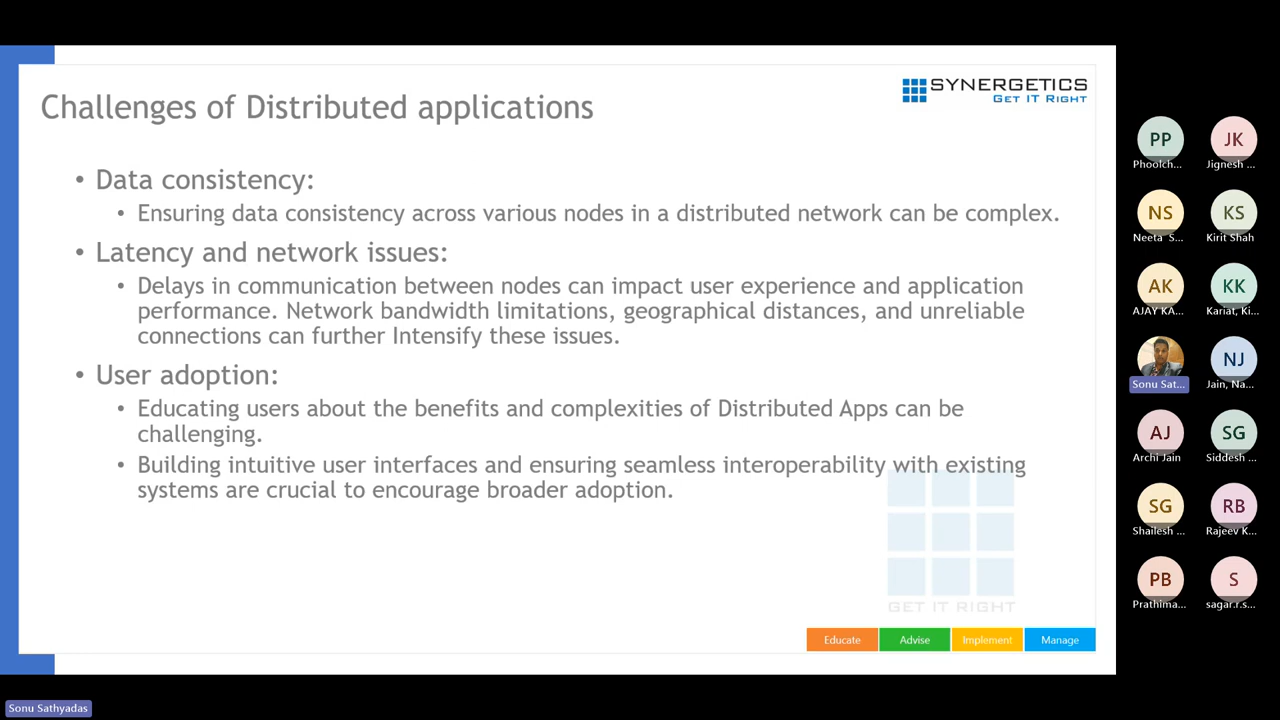 SYNERGETICS
GET IT RIGHT
Challenges of Distributed applications
• Data consistency:
• Ensuring data consistency across various nodes in a distributed network can be complex.
• Latency and network issues:
• Delays in communication between nodes can impact user experience and application
performance. Network bandwidth limitations, geographical distances, and unreliable
connections can further Intensify these issues.
• User adoption:
• Educating users about the benefits and complexities of Distributed Apps can be
challenging.
• Building intuitive user interfaces and ensuring seamless interoperability with existing
systems are crucial to encourage broader adoption.
GET IT RIGHT
Educate Advise Implement Manage
PP JK
Phoolch... Jignesh ...
NS KS
Neeta S... Kirit Shah
AK KK
AJAY KA... Kariat, Ki...
NJ
Sonu Sat... Jain, Na...
AJ SG
Archi Jain Siddesh ...
SG RB
Shailesh ... Rajeev K...
PB S
Prathima... sagar.r.s...
Sonu Sathyadas